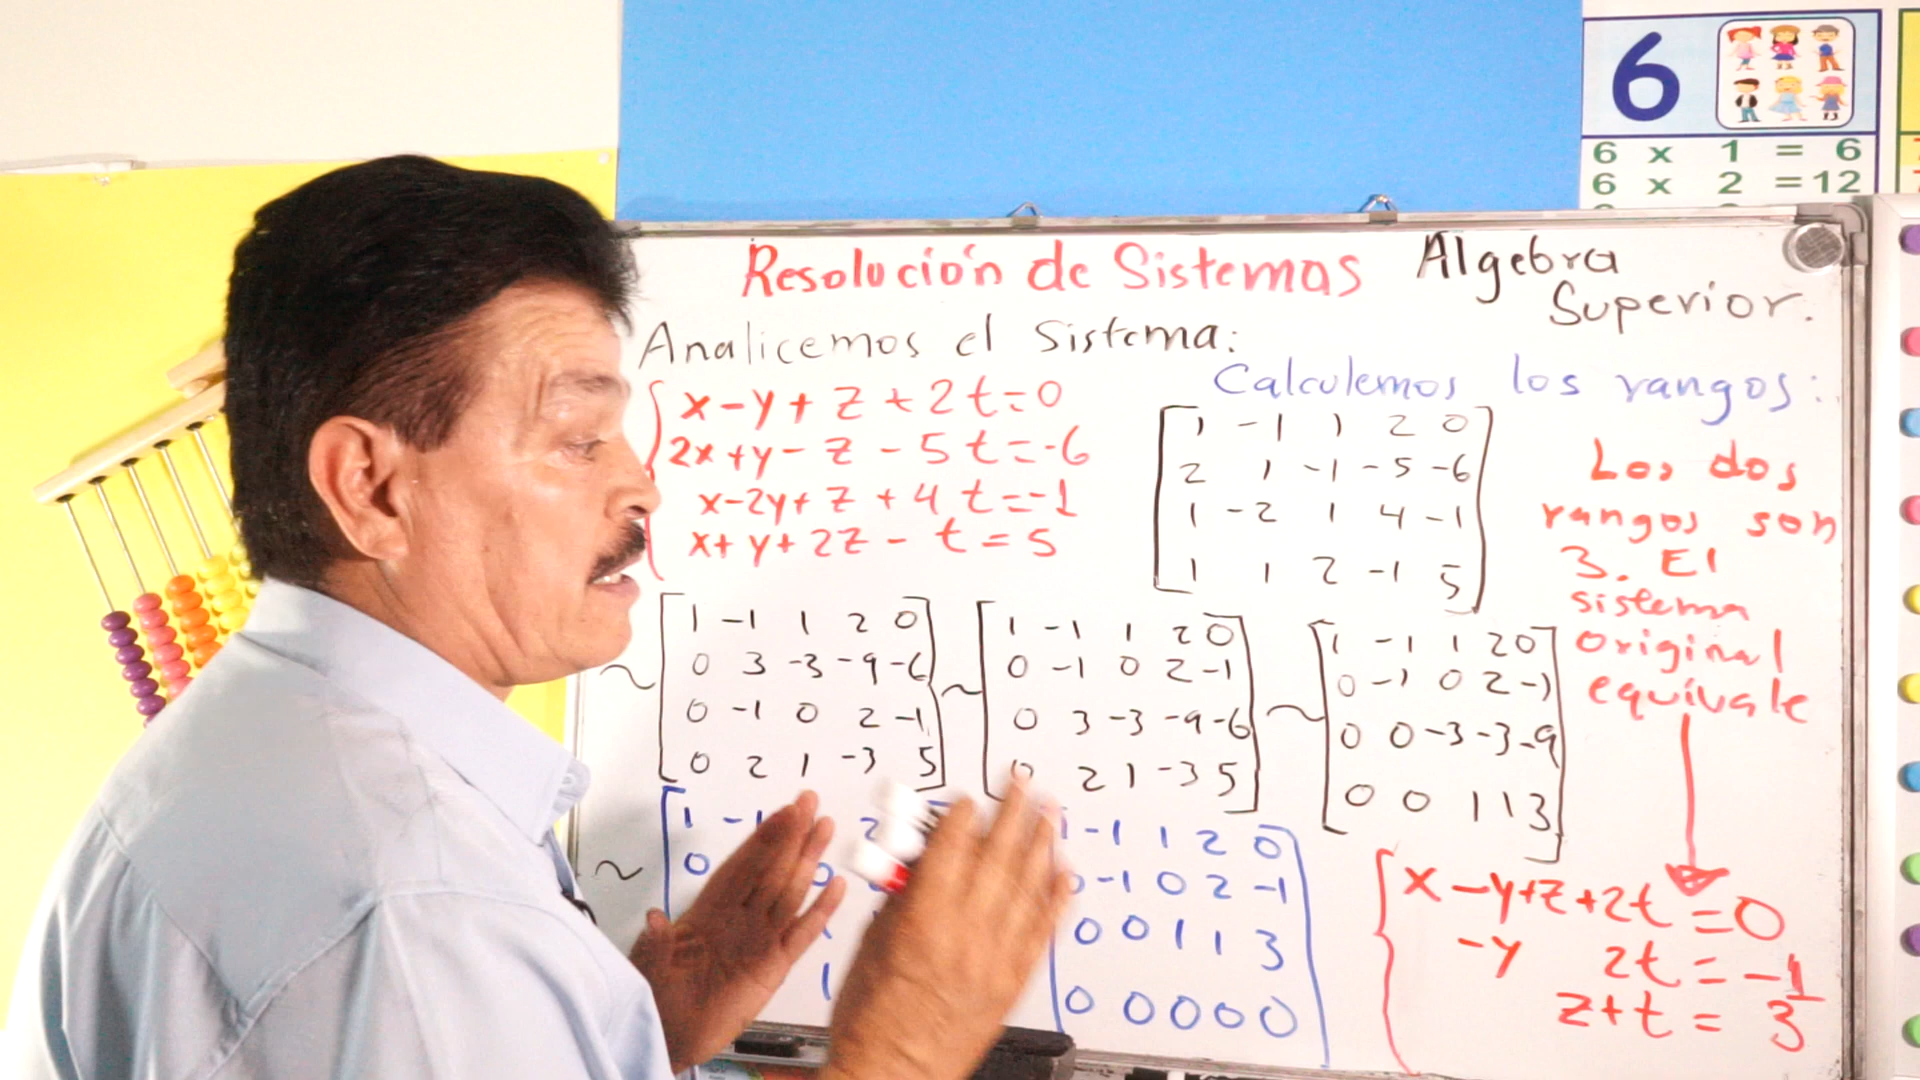 6
6 x 1 = 6
6 x 2 = 12
Resolución de Sistemas
Algebra
Superior.
Analicemos el Sistema:
x-y+z+2t=0
2x+y-z-5t=-6
x-2y+z+4t=-1
x+y+2z-t=5
Calculemos los rangos:
1 -1 1 2 0
2 1 -1 -5 -6
1 -2 1 4 -1
1 1 2 -1 5
Los dos
rangos son
3. El
sistema
original
equivale
~
1 -1 1 2 0
0 3 -3 -9 -6
0 -1 0 2 -1
0 2 1 -3 5
~
1 -1 1 2 0
0 -1 0 2 -1
0 3 -3 -9 -6
2 1 -3 5
~
1 -1 1 2 0
0 -1 0 2 -1
0 0 -3 -3 -9
0 0 1 1 3
~
1 -1 2
0
1
-1 1 2 0
0 -1 0 2 -1
0 0 1 1 3
0 0 0 0 0
x-y+z+2t=0
-y 2t=-1
z+t=3